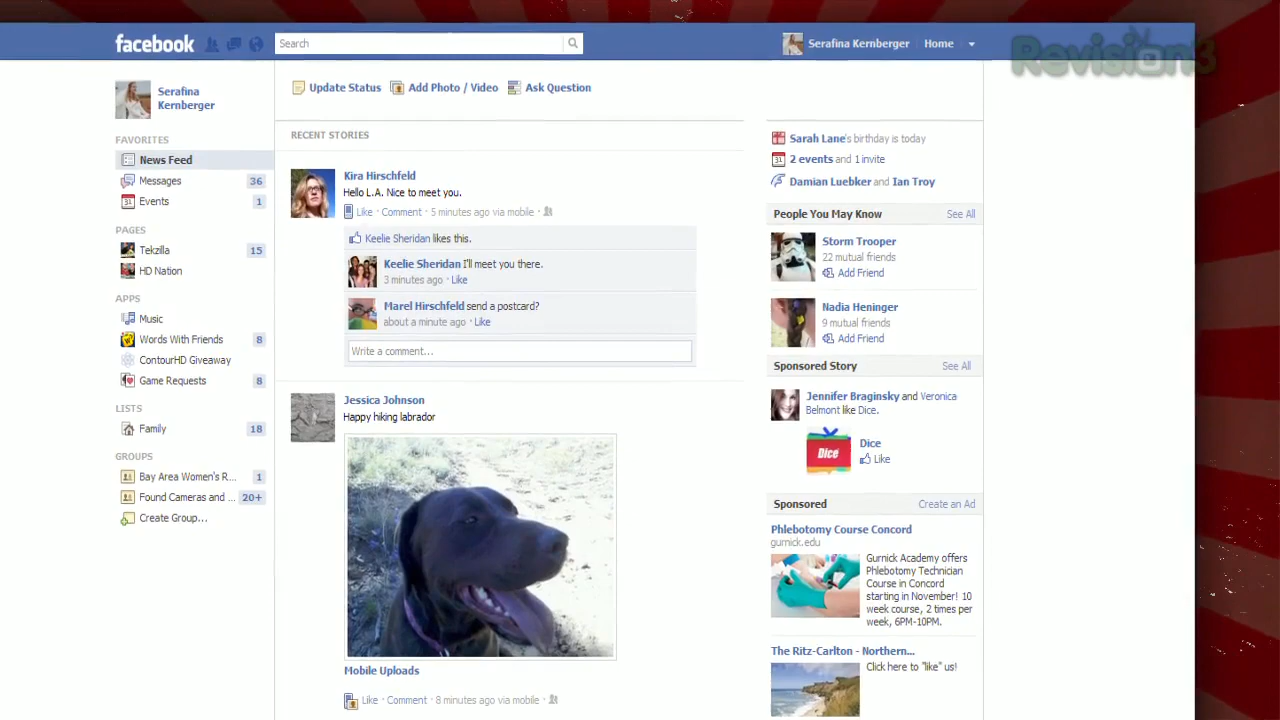 facebook
Search
Serafina Kernberger
Home
Revision3
Serafina
Kernberger
FAVORITES
News Feed
Messages 36
Events 1
PAGES
Tekzilla 15
HD Nation
APPS
Music
Words With Friends 8
ContourHD Giveaway
Game Requests 8
LISTS
Family 18
GROUPS
Bay Area Women's R... 1
Found Cameras and ... 20+
Create Group...
Update Status Add Photo / Video Ask Question
RECENT STORIES
Kira Hirschfeld
Hello L.A. Nice to meet you.
Like · Comment · 5 minutes ago via mobile ·
Keelie Sheridan likes this.
Keelie Sheridan I'll meet you there.
3 minutes ago · Like
Marel Hirschfeld send a postcard?
about a minute ago · Like
Write a comment...
Jessica Johnson
Happy hiking labrador
Mobile Uploads
Like · Comment · 8 minutes ago via mobile ·
Sarah Lane's birthday is today
31 2 events and 1 invite
Damian Luebker and Ian Troy
People You May Know See All
Storm Trooper
22 mutual friends
Add Friend
Nadia Heninger
9 mutual friends
Add Friend
Sponsored Story See All
Jennifer Braginsky and Veronica
Belmont like Dice.
Dice
Dice
Like
Sponsored Create an Ad
Phlebotomy Course Concord
gurnick.edu
Gurnick Academy offers
Phlebotomy Technician
Course in Concord
starting in November! 10
week course, 2 times per
week, 6PM-10PM.
The Ritz-Carlton - Northern...
Click here to "like" us!